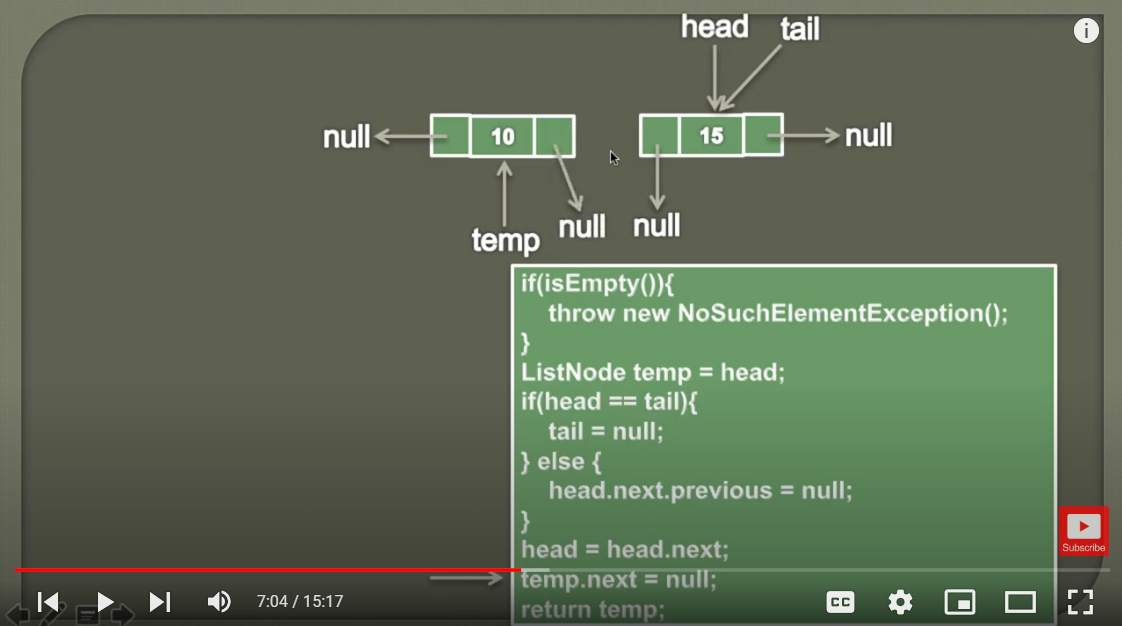 head tail
null 10 15 null
temp null null
if(isEmpty()){
throw new NoSuchElementException();
}
ListNode temp = head;
if(head == tail){
tail = null;
} else {
head.next.previous = null;
}
head = head.next;
temp.next = null;
return temp;
Subscribe
7:04 / 15:17
CC